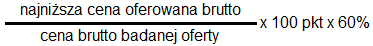 najniższa cena oferowana brutto
x 100 pkt x 60%
cena brutto badanej oferty